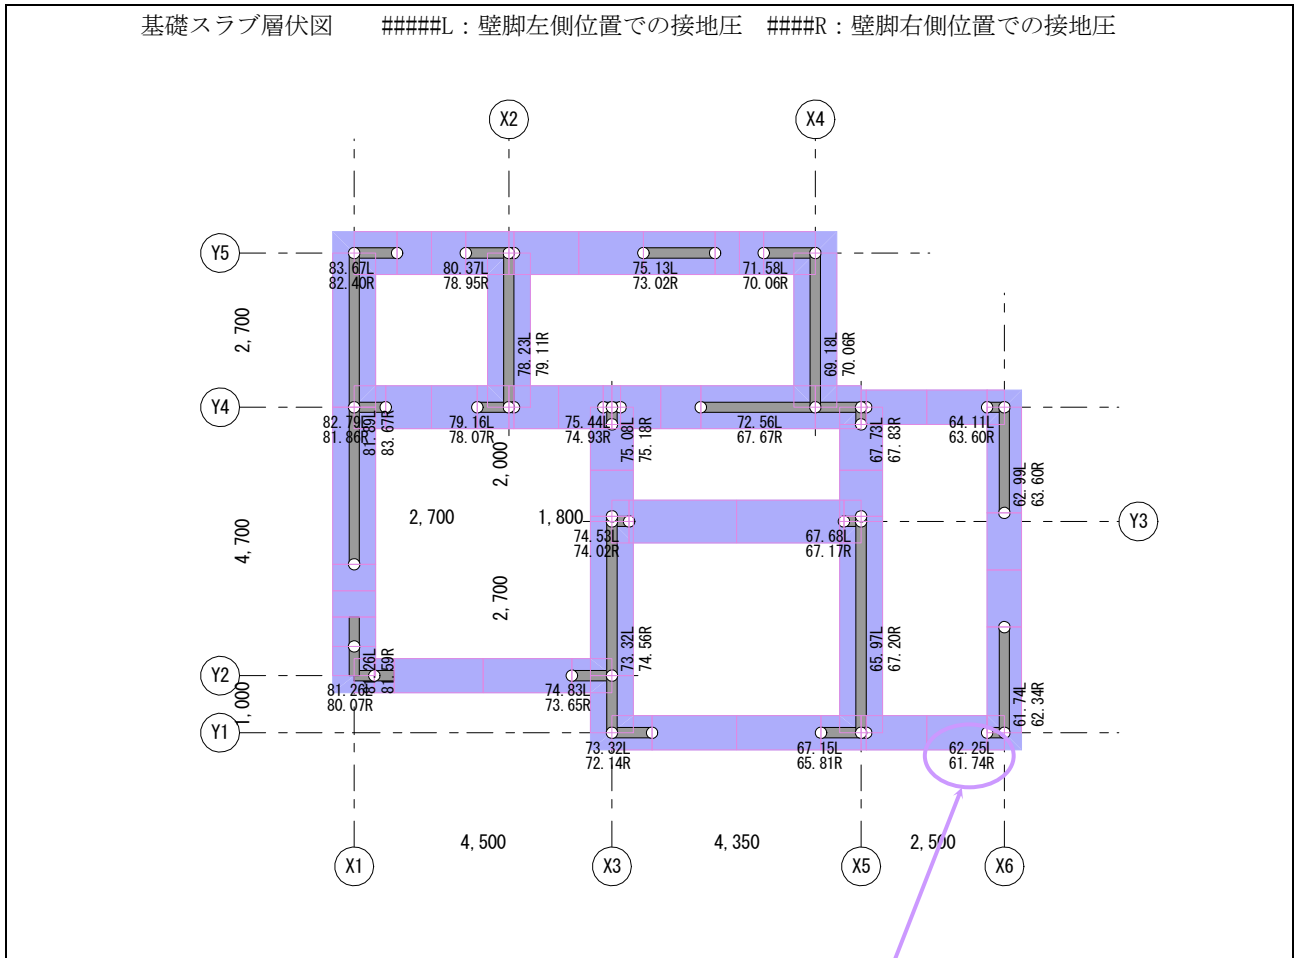 基礎スラブ層伏図 #####L：壁脚左側位置での接地圧 ####R：壁脚右側位置での接地圧
X2
X4
Y5
83.67L
82.40R
80.37L
78.95R
75.13L
73.02R
71.58L
70.06R
2,700
78.23L
79.11R
69.18L
70.06R
Y4
82.79L
81.86R
81.89L
83.67R
79.16L
78.07R
75.44L
74.93R
75.08L
75.18R
72.56L
67.67R
67.73L
67.83R
64.11L
63.60R
62.99L
63.60R
2,000
2,700
1,800
74.53L
74.02R
67.68L
67.17R
Y3
4,700
2,700
73.32L
74.56R
65.97L
67.20R
Y2
81.26L
80.07R
81.26L
81.59R
74.83L
73.65R
61.74L
62.34R
1,000
Y1
73.32L
72.14R
67.15L
65.81R
62.25L
61.74R
4,500
4,350
2,500
X1
X3
X5
X6